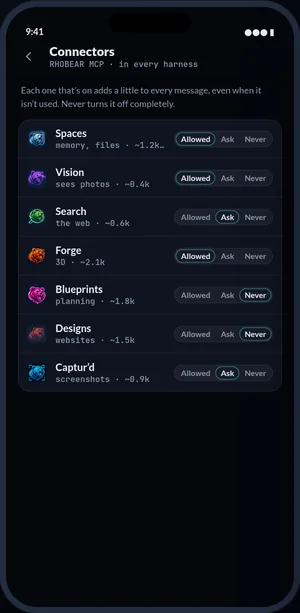 9:41
Connectors
RHOBEAR MCP · in every harness
Each one that's on adds a little to every message, even when it
isn't used. Never turns it off completely.
Spaces
memory, files · ~1.2k…
Allowed Ask Never
Vision
sees photos · ~0.4k
Allowed Ask Never
Search
the web · ~0.6k
Allowed Ask Never
Forge
3D · ~2.1k
Allowed Ask Never
Blueprints
planning · ~1.8k
Allowed Ask Never
Designs
websites · ~1.5k
Allowed Ask Never
Captur'd
screenshots · ~0.9k
Allowed Ask Never